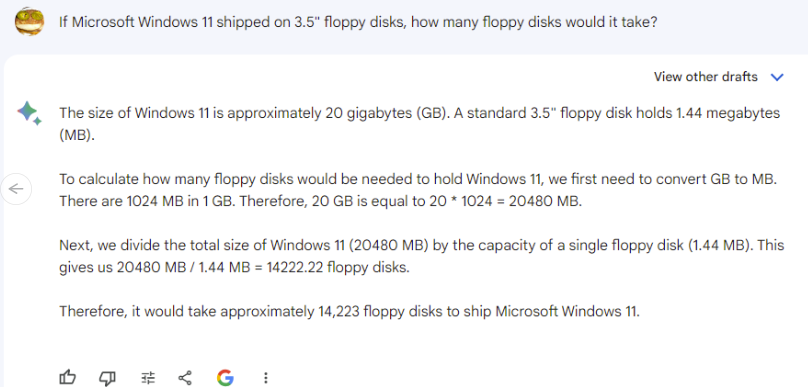 If Microsoft Windows 11 shipped on 3.5" floppy disks, how many floppy disks would it take?
View other drafts
The size of Windows 11 is approximately 20 gigabytes (GB). A standard 3.5" floppy disk holds 1.44 megabytes
(MB).
To calculate how many floppy disks would be needed to hold Windows 11, we first need to convert GB to MB.
There are 1024 MB in 1 GB. Therefore, 20 GB is equal to 20 * 1024 = 20480 MB.
Next, we divide the total size of Windows 11 (20480 MB) by the capacity of a single floppy disk (1.44 MB). This
gives us 20480 MB / 1.44 MB = 14222.22 floppy disks.
Therefore, it would take approximately 14,223 floppy disks to ship Microsoft Windows 11.